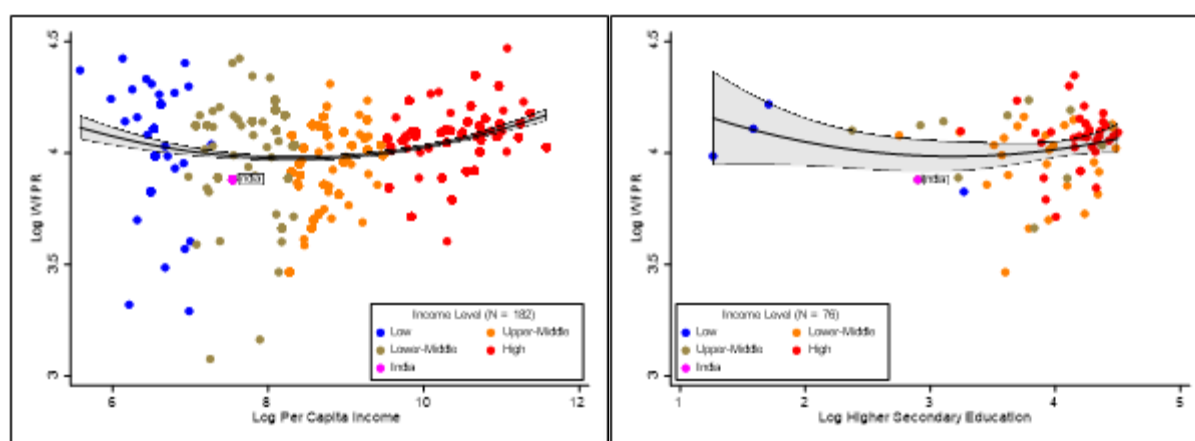 4.5
4
3.5
3
Log WFPR
India
Income Level (N = 182)
Low Upper-Middle
Lower-Middle High
India
6 8 10 12
Log Per Capita Income
4.5
4
3.5
3
Log WFPR
India
Income Level (N = 76)
Low Lower-Middle
Upper-Middle High
India
1 2 3 4 5
Log Higher Secondary Education